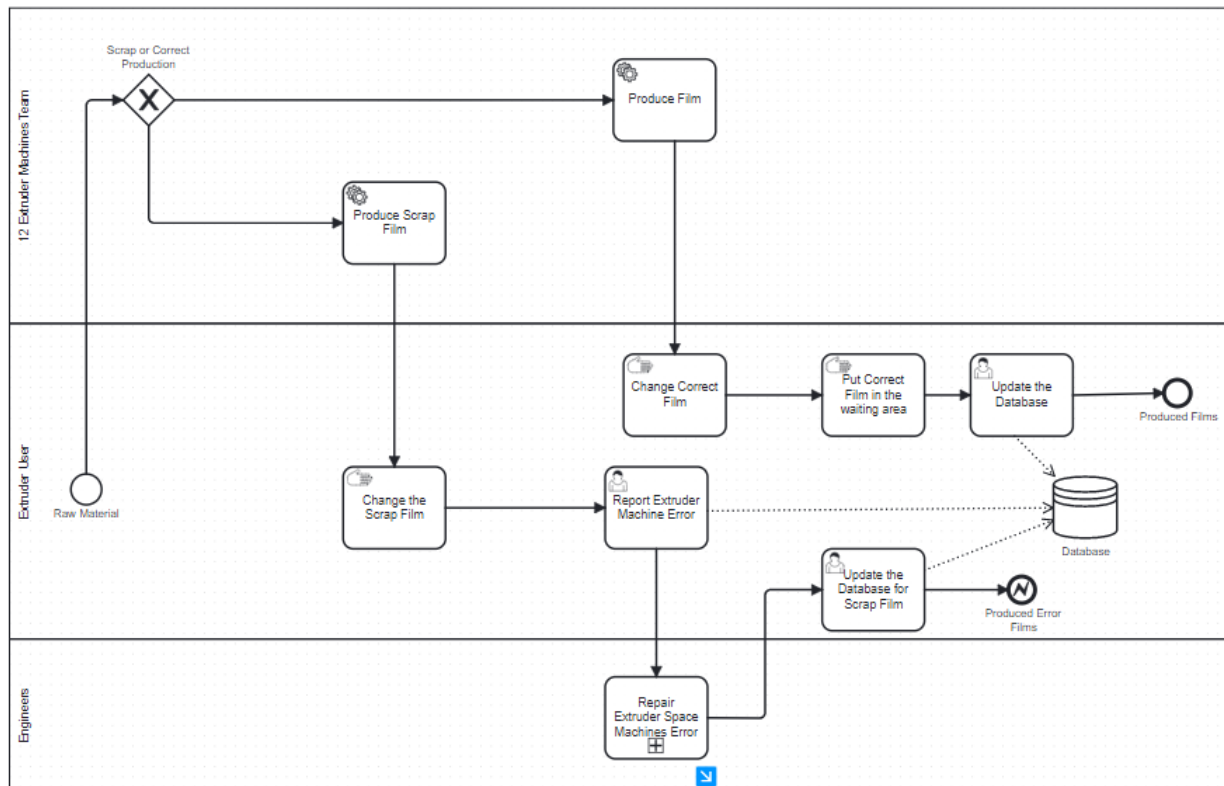 12 Extruder Machines Team
Scrap or Correct
Production
Produce Film
Produce Scrap
Film
Extruder User
Raw Material
Change Correct
Film
Put Correct
Film in the
waiting area
Update the
Database
Produced Films
Change the
Scrap Film
Report Extruder
Machine Error
Database
Update the
Database for
Scrap Film
Produced Error
Films
Engineers
Repair
Extruder Space
Machines Error